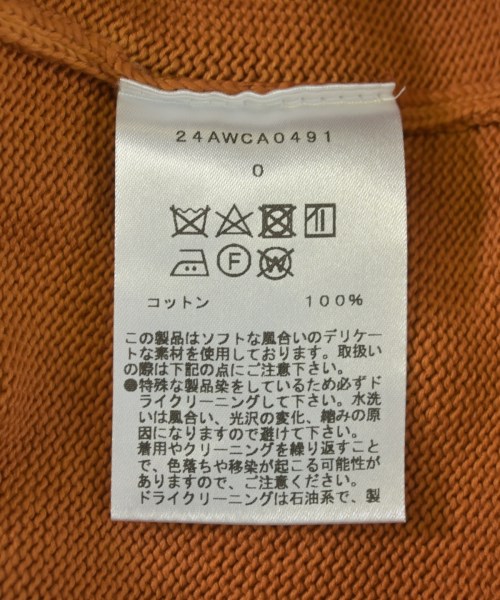 24AWCA0491
0
F W
コットン 100%
この製品はソフトな風合いのデリケー
トな素材を使用しております。取扱い
の際は下記の点にご注意下さい。
●特殊な製品染をしているため必ずド
ライクリーニングして下さい。水洗
いは風合い、光沢の変化、縮みの原
因になりますので避けて下さい。
着用やクリーニングを繰り返すこと
で、色落ちや移染が起こる可能性が
ありますので、ご注意ください。
ドライクリーニングは石油系で、製